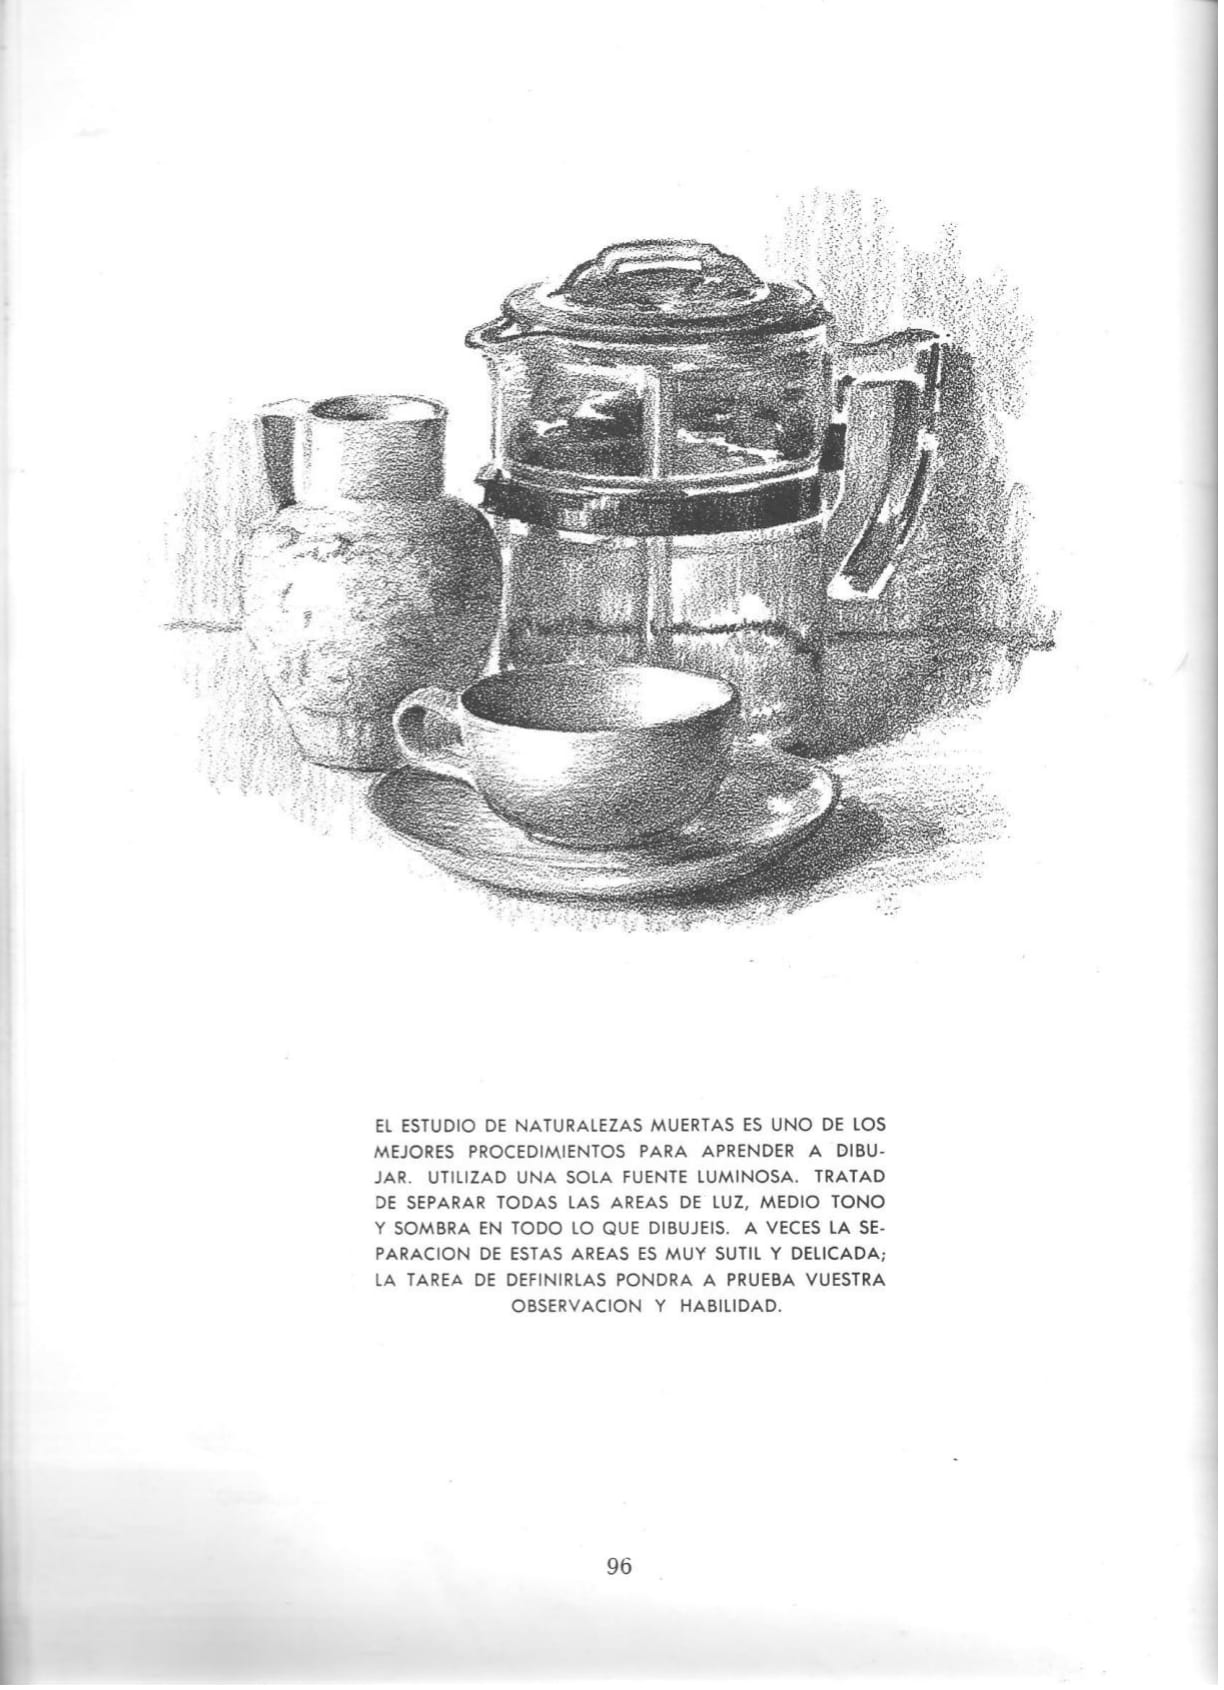 EL ESTUDIO DE NATURALEZAS MUERTAS ES UNO DE LOS
MEJORES PROCEDIMIENTOS PARA APRENDER A DIBU-
JAR. UTILIZAD UNA SOLA FUENTE LUMINOSA. TRATAD
DE SEPARAR TODAS LAS AREAS DE LUZ, MEDIO TONO
Y SOMBRA EN TODO LO QUE DIBUJEIS. A VECES LA SE-
PARACION DE ESTAS AREAS ES MUY SUTIL Y DELICADA;
LA TAREA DE DEFINIRLAS PONDRA A PRUEBA VUESTRA
OBSERVACION Y HABILIDAD.
96